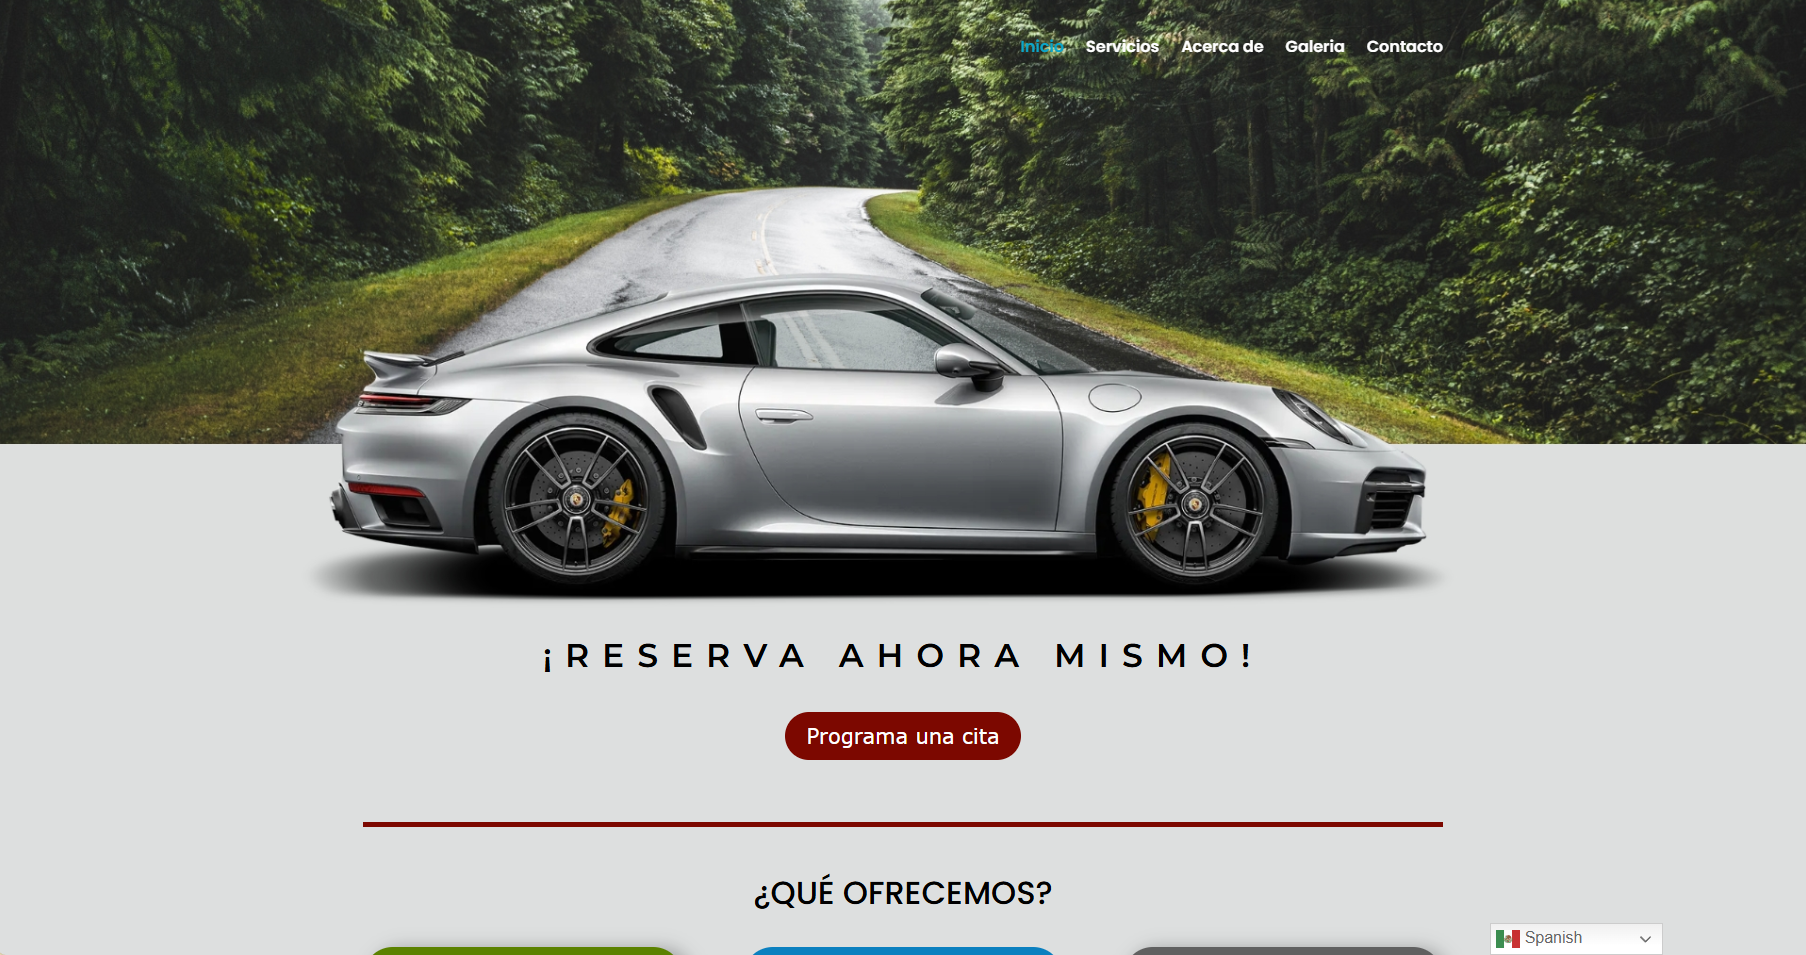 Inicio Servicios Acerca de Galeria Contacto
¡RESERVA AHORA MISMO!
Programa una cita
¿QUÉ OFRECEMOS?
Spanish